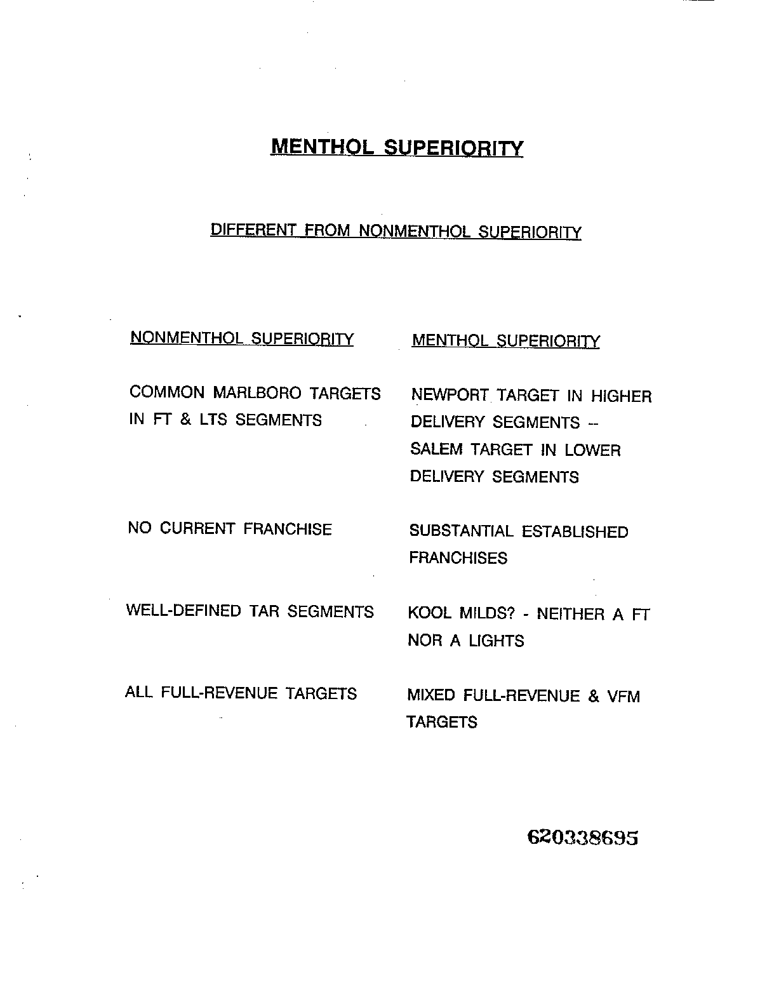 MENTHOL SUPERIORITY
DIFFERENT FROM NONMENTHOL SUPERIORITY
NONMENTHOL SUPERIORITY
COMMON MARLBORO TARGETS
IN FT & LTS SEGMENTS
NO CURRENT FRANCHISE
WELL-DEFINED TAR SEGMENTS
ALL FULL-REVENUE TARGETS
MENTHOL SUPERIORITY
NEWPORT TARGET IN HIGHER
DELIVERY SEGMENTS --
SALEM TARGET IN LOWER
DELIVERY SEGMENTS
SUBSTANTIAL ESTABLISHED
FRANCHISES
KOOL MILDS? - NEITHER A FT
NOR A LIGHTS
MIXED FULL-REVENUE & VFM
TARGETS
620338695